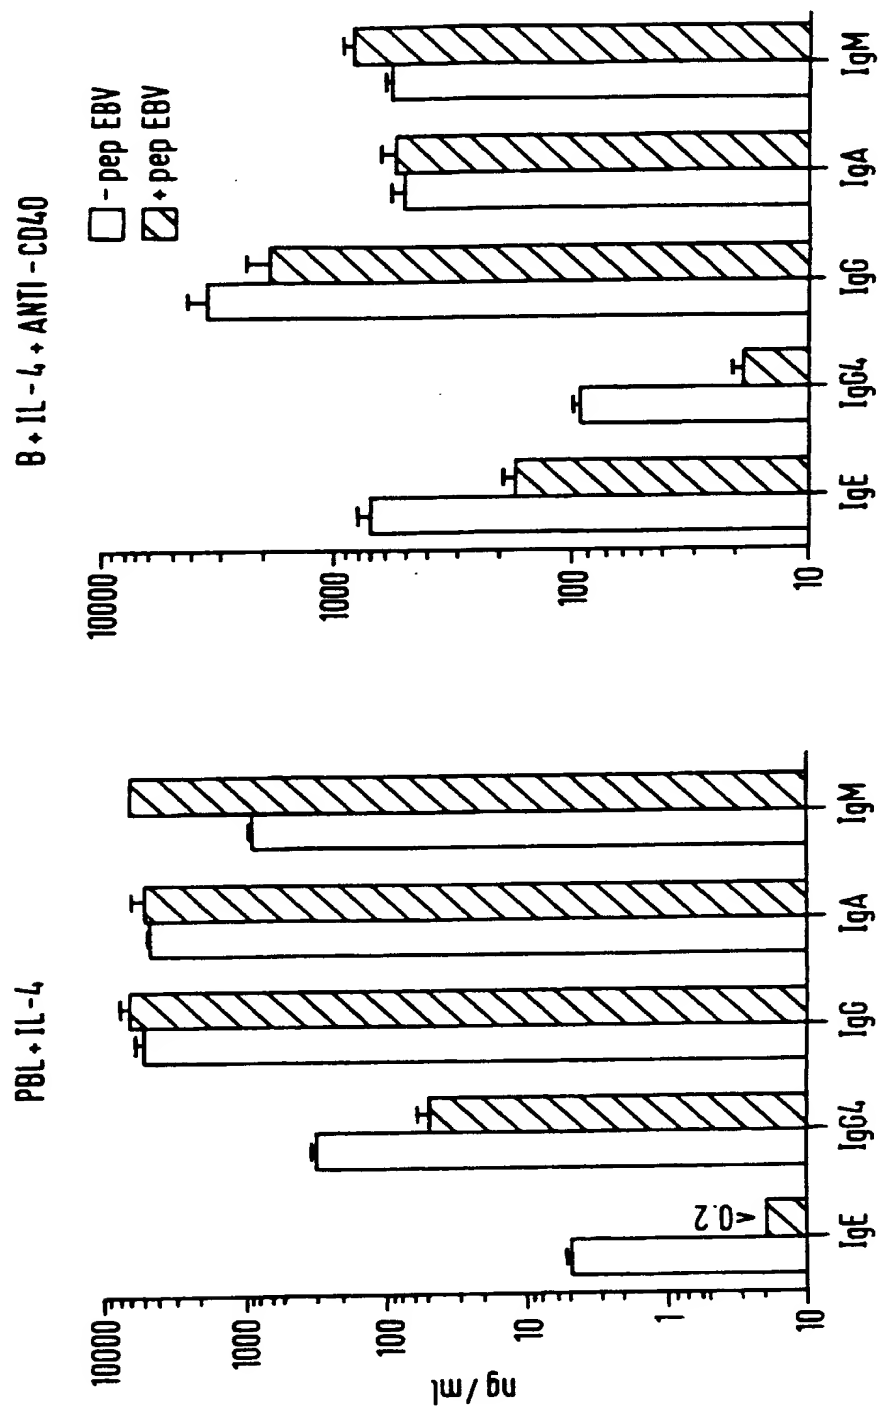 PBL + IL-4
ng / ml
10000
1000
100
10
1
10
<0.2
IgE
IgG4
IgG
IgA
IgM
B + IL-4 + ANTI-CD40
- pep EBV
+ pep EBV
10000
1000
100
10
IgE
IgG4
IgG
IgA
IgM